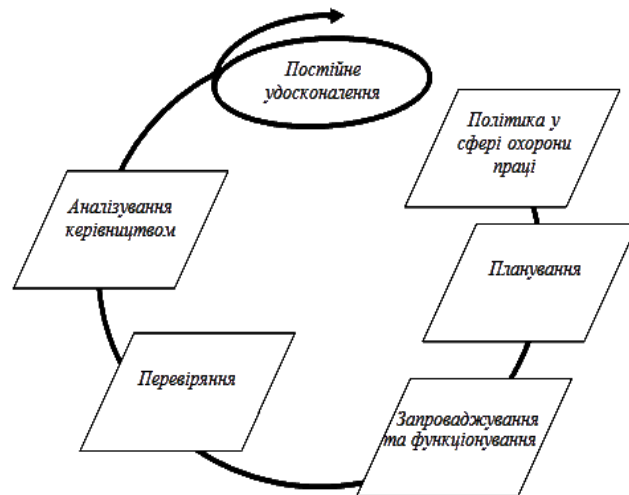 Постійне
удосконалення
Політика у
сфері охорони
праці
Аналізування
керівництвом
Планування
Перевіряння
Запроваджування
та функціонування